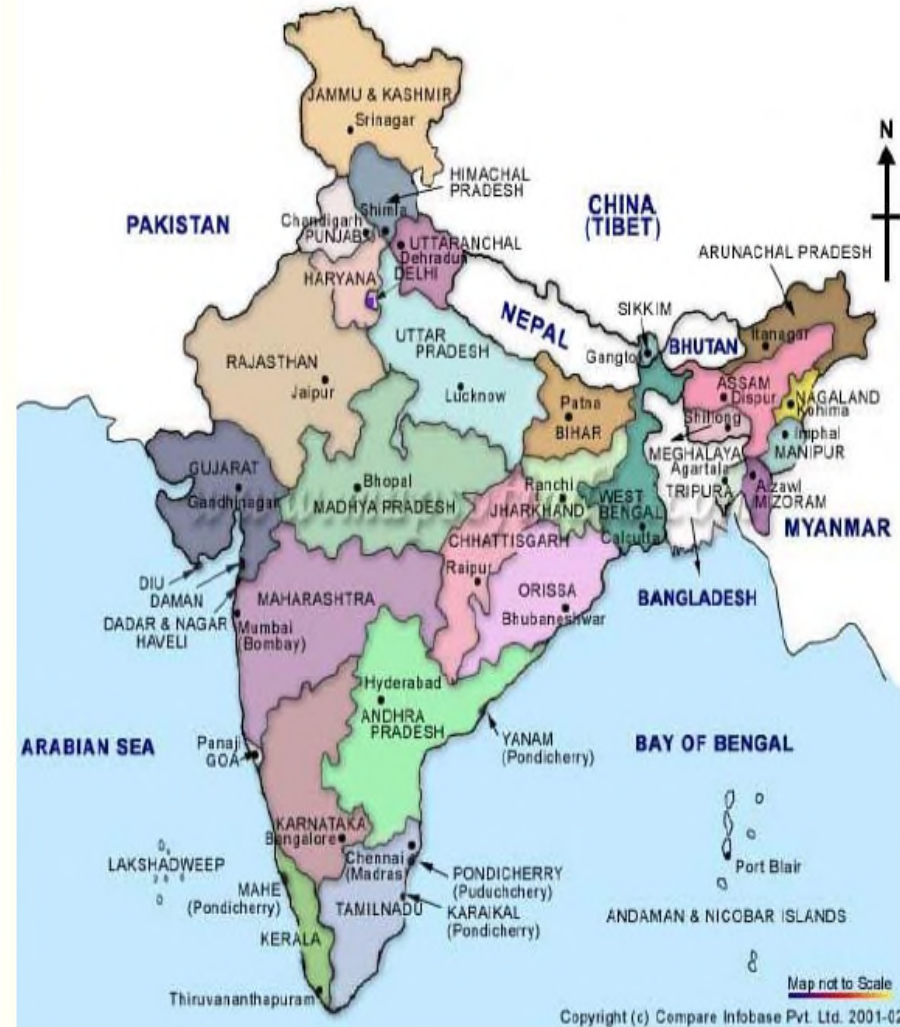 JAMMU & KASHMIR
Srinagar
N
HIMACHAL
PRADESH
CHINA
(TIBET)
PAKISTAN
Shimla
Chandigarh
PUNJAB
UTTARANCHAL
Dehradun
ARUNACHAL PRADESH
HARYANA
DELHI
SIKKIM
NEPAL
UTTAR
PRADESH
BHUTAN
Itanagar
Gangto
RAJASTHAN
Jaipur
Lucknow
ASSAM
Dispur
NAGALAND
Kohima
Patna
BIHAR
Shillong
Imphal
MANIPUR
MEGHALAYA
Agartala
TRIPURA
Aizawl
MIZORAM
GUJARAT
Gandhinagar
Bhopal
MADHYA PRADESH
Ranchi
JHARKHAND
WEST
BENGAL
Calcutta
MYANMAR
CHHATTISGARH
Raipur
ORISSA
Bhubaneshwar
BANGLADESH
DIU
DAMAN
DADAR & NAGAR
HAVELI
MAHARASHTRA
Mumbai
(Bombay)
Hyderabad
ANDHRA
PRADESH
YANAM
(Pondicherry)
ARABIAN SEA
BAY OF BENGAL
Panaji
GOA
KARNATAKA
Bangalore
LAKSHADWEEP
Chennai
(Madras)
PONDICHERRY
(Puduchchery)
Port Blair
MAHE
(Pondicherry)
TAMILNADU
KARAIKAL
(Pondicherry)
ANDAMAN & NICOBAR ISLANDS
KERALA
Thiruvananthapuram
Map not to Scale
Copyright (c) Compare Infobase Pvt. Ltd. 2001-02